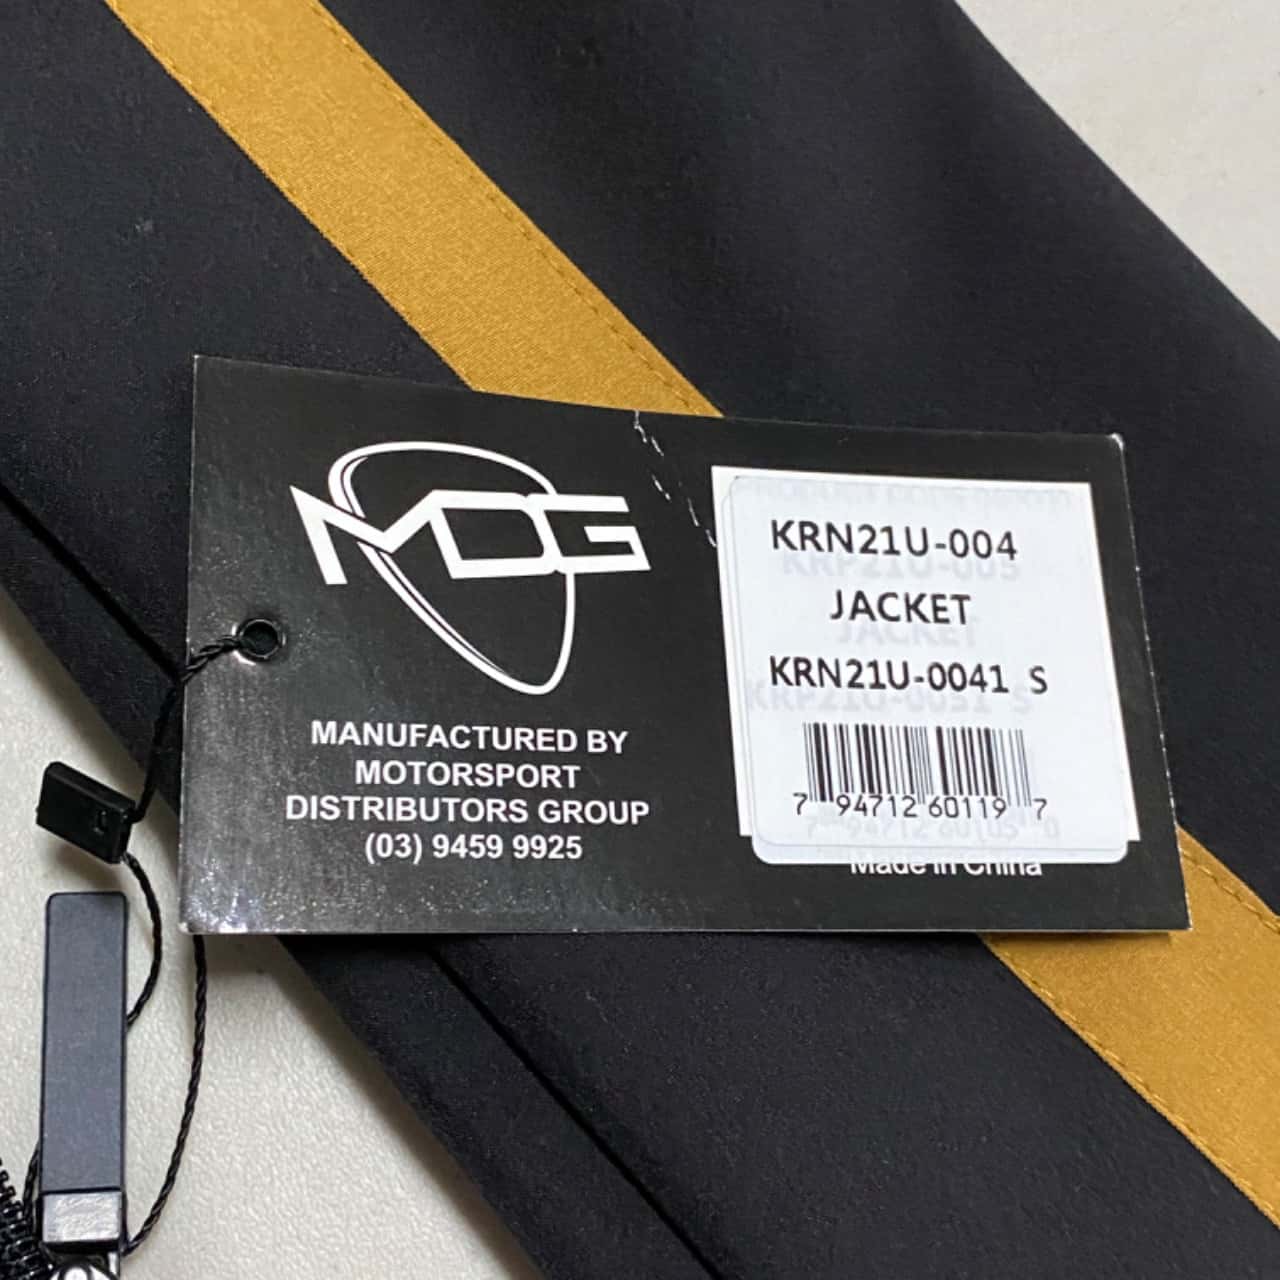 MDG
MANUFACTURED BY
MOTORSPORT
DISTRIBUTORS GROUP
(03) 9459 9925
KRN21U-004
JACKET
KRN21U-0041 S
7 94712 60119 7
Made in China